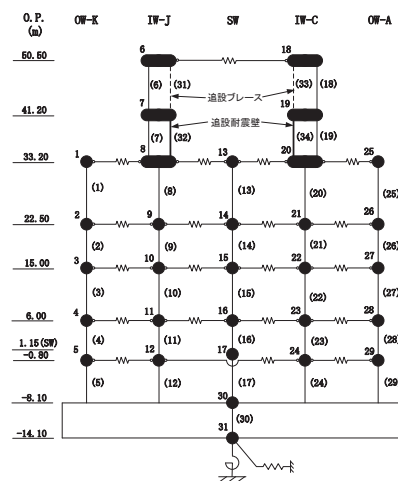 O.P. OW-K IW-J SW IW-C OW-A
(m)
6 18
50.50
(6) (31) (33) (18)
追設ブレース
41.20 7 19
追設耐震壁
(7) (32) (34) (19)
33.20 1 8 13 20 25
(1) (8) (13) (20) (25)
22.50 2 9 14 21 26
(2) (9) (14) (21) (26)
15.00 3 10 15 22 27
(3) (10) (15) (22) (27)
6.00 4 11 16 23 28
(4) (11) (16) (23) (28)
1.15(SW) 17
-0.80 5 12 24 29
(5) (12) (17) (24) (29
-8.10 30
(30)
-14.10 31